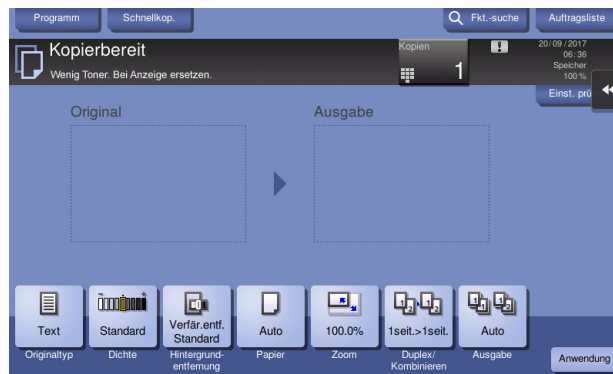 Programm
Schnellkop.
Fkt.-suche
Auftragsliste
Kopierbereit
Wenig Toner. Bei Anzeige ersetzen.
Kopien
1
20/09/2017
06:36
Speicher
100 %
Einst. prü
Original
Ausgabe
Text
Standard
Verfär.entf.
Standard
Auto
100.0%
1seit.>1seit.
Auto
Originaltyp
Dichte
Hintergrund-
entfernung
Papier
Zoom
Duplex/
Kombinieren
Ausgabe
Anwendung